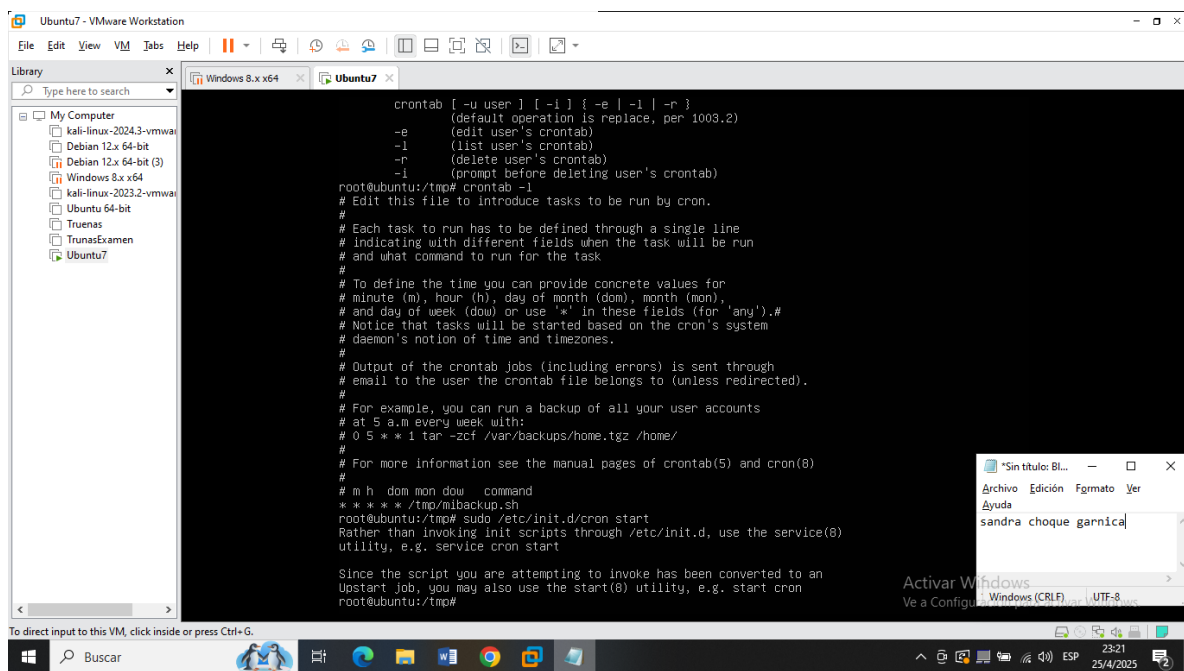 Ubuntu7 - VMware Workstation
File Edit View VM Tabs Help
Library
Type here to search
My Computer
kali-linux-2024.3-vmwar
Debian 12.x 64-bit
Debian 12.x 64-bit (3)
Windows 8.x x64
kali-linux-2023.2-vmwar
Ubuntu 64-bit
Truenas
TrunasExamen
Ubuntu7
Windows 8.x x64
Ubuntu7
crontab [ -u user ] [ -i ] { -e | -l | -r }
(default operation is replace, per 1003.2)
-e (edit user's crontab)
-l (list user's crontab)
-r (delete user's crontab)
-i (prompt before deleting user's crontab)
root@ubuntu:/tmp# crontab -l
# Edit this file to introduce tasks to be run by cron.
#
# Each task to run has to be defined through a single line
# indicating with different fields when the task will be run
# and what command to run for the task
#
# To define the time you can provide concrete values for
# minute (m), hour (h), day of month (dom), month (mon),
# and day of week (dow) or use '*' in these fields (for 'any').#
# Notice that tasks will be started based on the cron's system
# daemon's notion of time and timezones.
#
# Output of the crontab jobs (including errors) is sent through
# email to the user the crontab file belongs to (unless redirected).
#
# For example, you can run a backup of all your user accounts
# at 5 a.m every week with:
# 0 5 * * 1 tar -zcf /var/backups/home.tgz /home/
#
# For more information see the manual pages of crontab(5) and cron(8)
#
# m h  dom mon dow   command
* * * * * /tmp/mibackup.sh
root@ubuntu:/tmp# sudo /etc/init.d/cron start
Rather than invoking init scripts through /etc/init.d, use the service(8)
utility, e.g. service cron start

Since the script you are attempting to invoke has been converted to an
Upstart job, you may also use the start(8) utility, e.g. start cron
root@ubuntu:/tmp#
*Sin título: Bl...
Archivo Edición Formato Ver
Ayuda
sandra choque garnica
Windows (CRLF) UTF-8
Activar Windows
Ve a Configuración para activar Windows.
To direct input to this VM, click inside or press Ctrl+G.
Buscar
ESP
23:21
25/4/2025
2